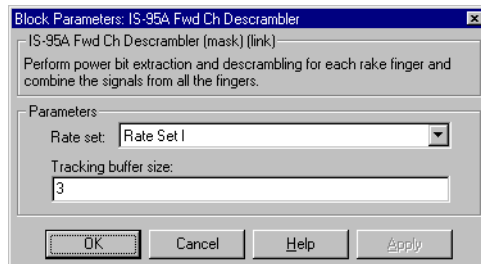 Block Parameters: IS-95A Fwd Ch Descrambler
IS-95A Fwd Ch Descrambler (mask) (link)
Perform power bit extraction and descrambling for each rake finger and
combine the signals from all the fingers.
Parameters
Rate set: Rate Set I
Tracking buffer size:
3
OK Cancel Help Apply